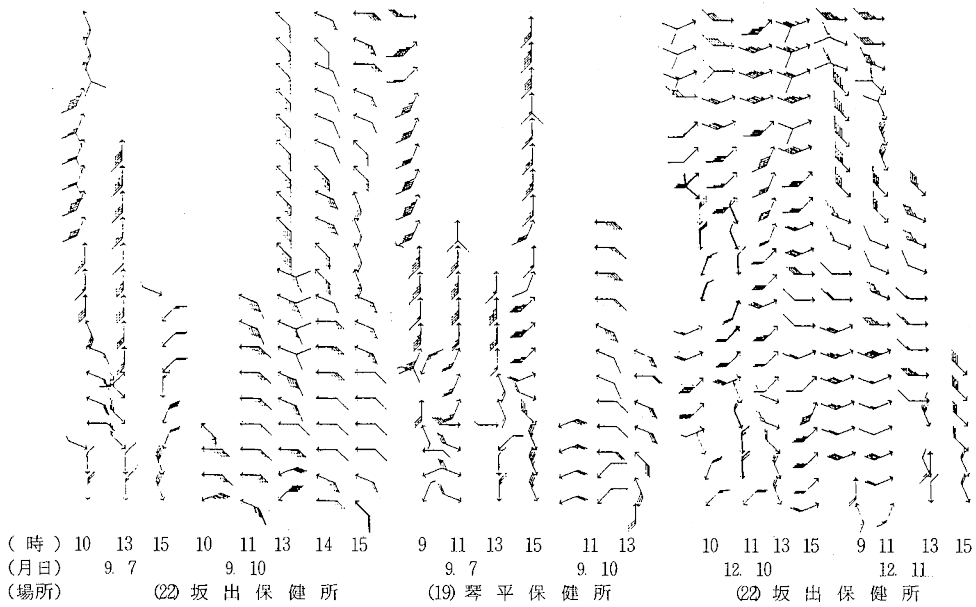 (時) 10 13 15 10 11 13 14 15 9 11 13 15 11 13 10 11 13 15 9 11 13 15
(月日) 9. 7 9. 10 9. 7 9. 10 12. 10 12. 11
(場所) (22) 坂出保健所 (19) 琴平保健所 (22) 坂出保健所